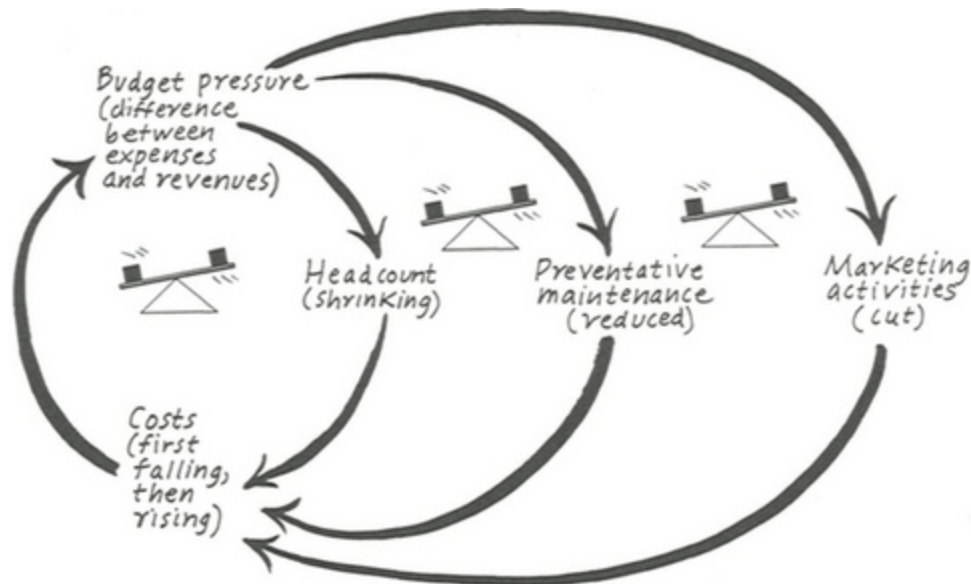 Budget pressure
(difference
between
expenses
and revenues)
Headcount
(shrinking)
Preventative
maintenance
(reduced)
Marketing
activities
(cut)
Costs
(first
falling,
then
rising)